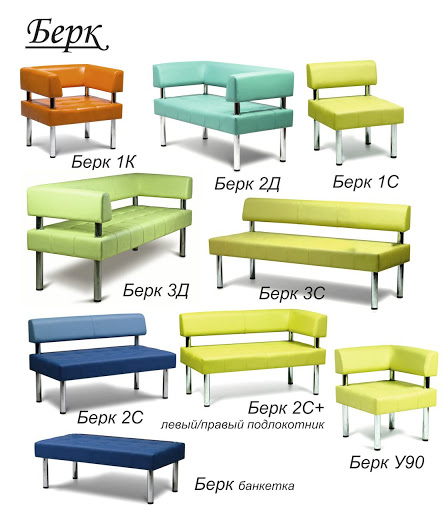 Берк
Берк 1К
Берк 2Д
Берк 1С
Берк 3Д
Берк 3С
Берк 2С
Берк 2С+
левый/правый подлокотник
Берк У90
Берк банкетка